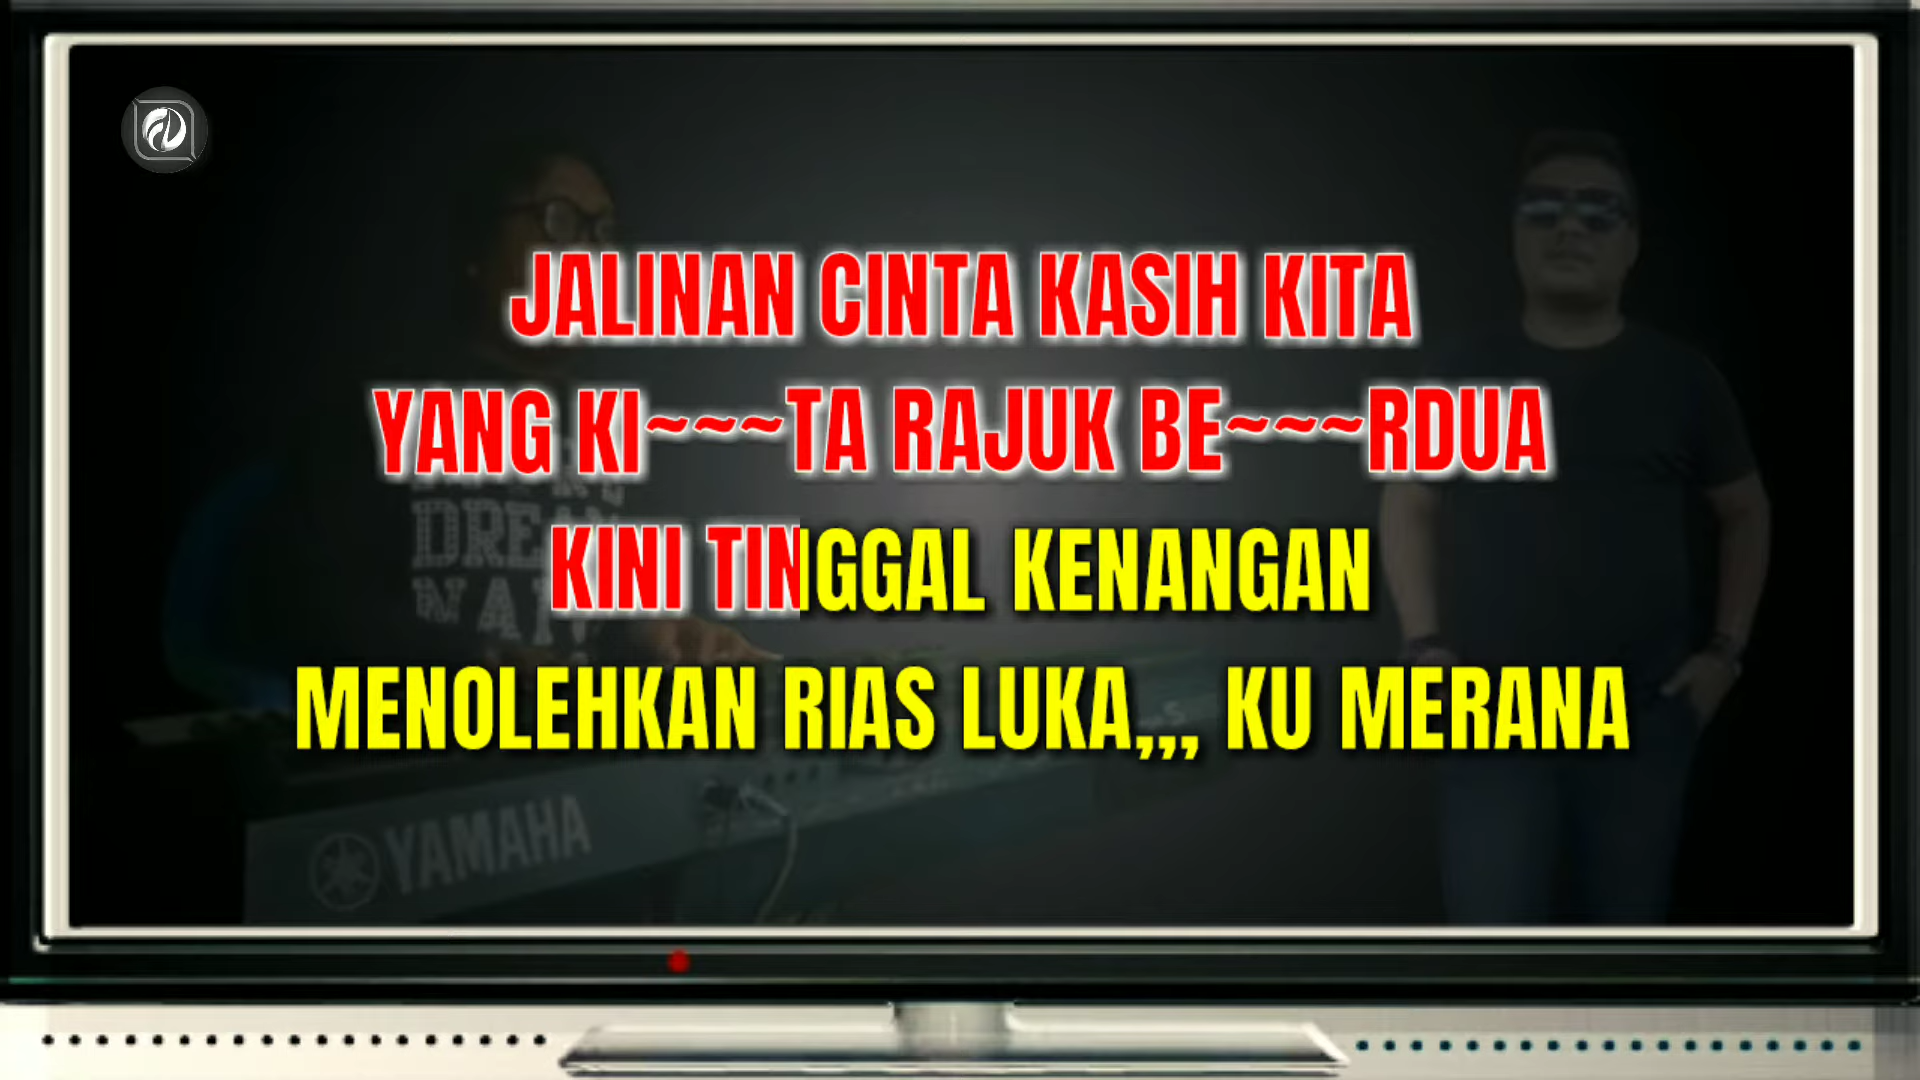 JALINAN CINTA KASIH KITA
YANG KI~~~TA RAJUK BE~~~RDUA
KINI TINGGAL KENANGAN
MENOLEHKAN RIAS LUKA,,, KU MERANA
YAMAHA